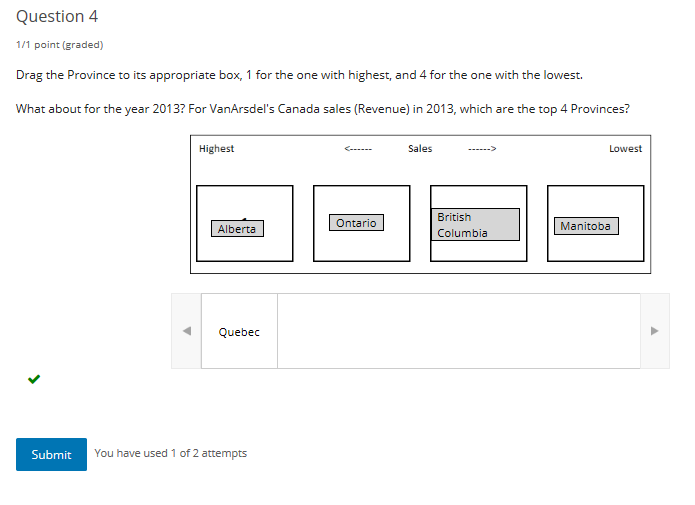 Question 4
1/1 point (graded)
Drag the Province to its appropriate box, 1 for the one with highest, and 4 for the one with the lowest.
What about for the year 2013? For VanArsdel's Canada sales (Revenue) in 2013, which are the top 4 Provinces?
Highest <------ Sales ------> Lowest
Alberta Ontario British Columbia Manitoba
Quebec
Submit You have used 1 of 2 attempts